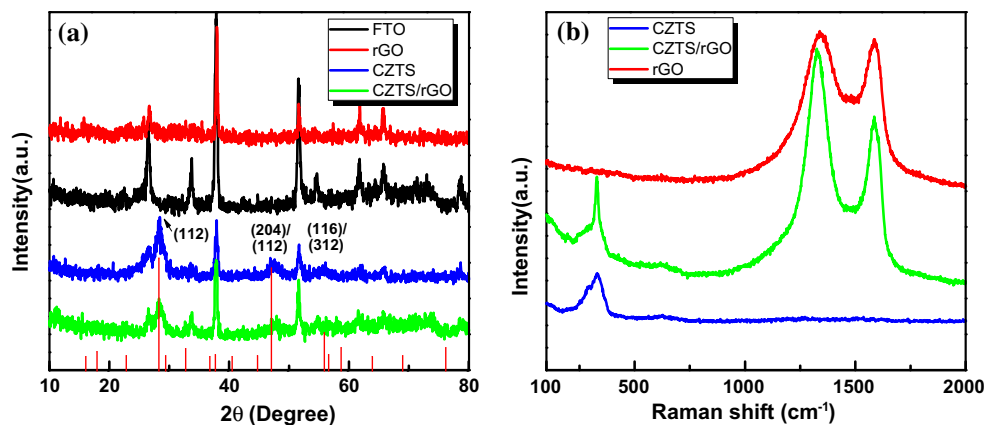 (a)
FTO
rGO
CZTS
CZTS/rGO
(112)
(204)/
(112)
(116)/
(312)
Intensity(a.u.)
10 20 30 40 50 60 70 80
2θ (Degree)
(b)
CZTS
CZTS/rGO
rGO
Intensity(a.u.)
100 500 1000 1500 2000
Raman shift (cm⁻¹)